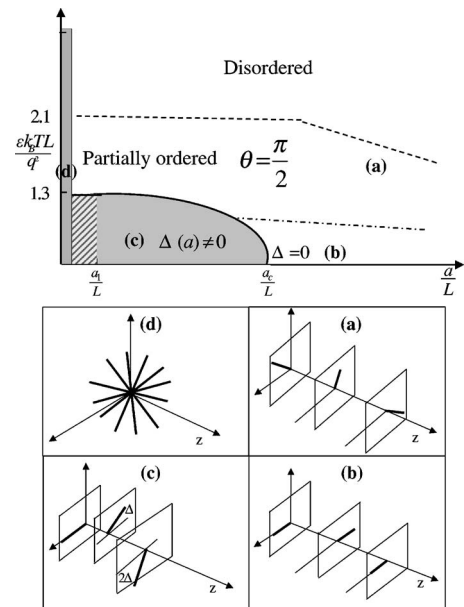 Disordered
2.1
εk_BTL/q²
(d)
Partially ordered θ=π/2 (a)
1.3
(c) Δ(a)≠0
Δ=0 (b)
a₁/L
a_c/L
a/L
(d)
z
(a)
z
(c)
Δ
2Δ
z
(b)
z